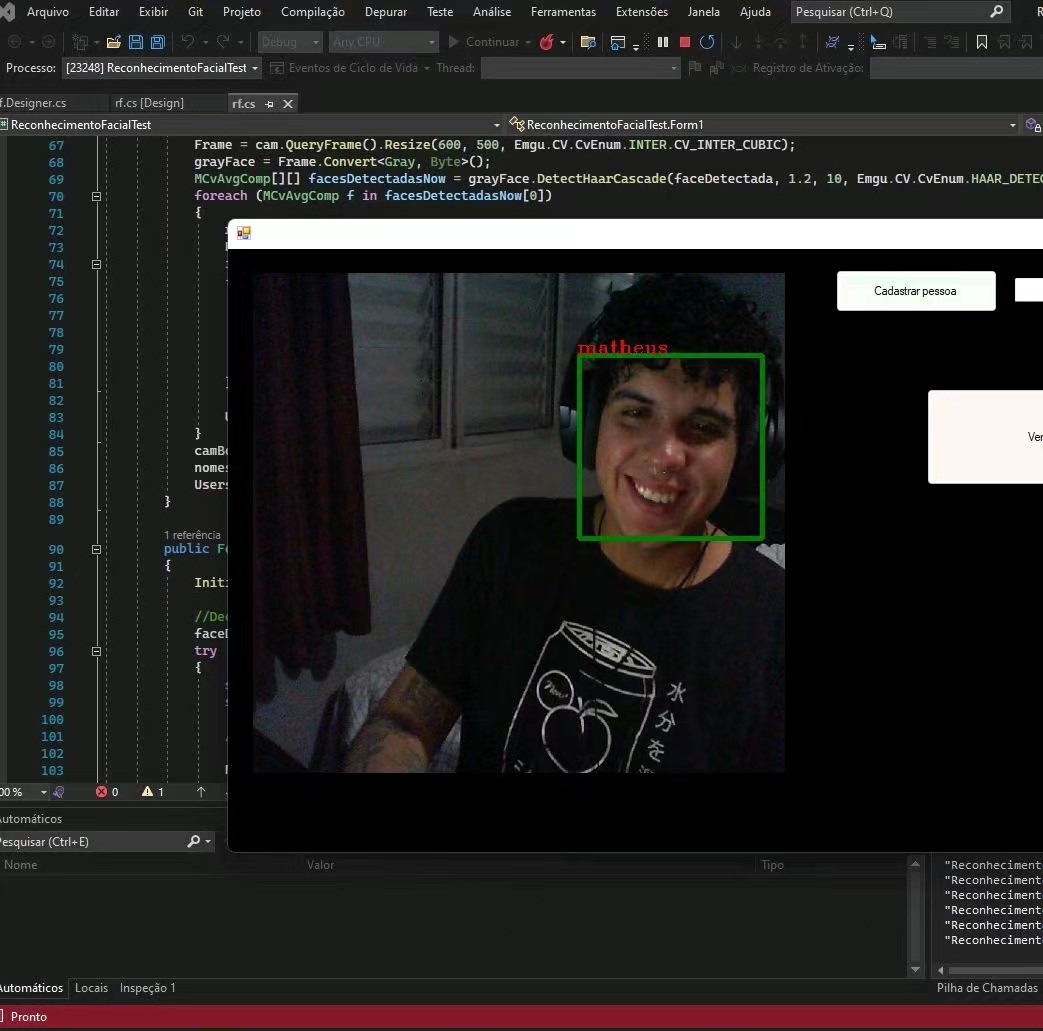 Arquivo Editar Exibir Git Projeto Compilação Depurar Teste Análise Ferramentas Extensões Janela Ajuda Pesquisar (Ctrl+Q)
Debug Any CPU Continuar
Processo: [23248] ReconhecimentoFacialTest Eventos de Ciclo de Vida Thread: Registro de Ativação:
f.Designer.cs rf.cs [Design] rf.cs
ReconhecimentoFacialTest ReconhecimentoFacialTest.Form1
67 Frame = cam.QueryFrame().Resize(600, 500, Emgu.CV.CvEnum.INTER.CV_INTER_CUBIC);
68 grayFace = Frame.Convert<Gray, Byte>();
69 MCvAvgComp[][] facesDetectadasNow = grayFace.DetectHaarCascade(faceDetectada, 1.2, 10, Emgu.CV.CvEnum.HAAR_DETEC
70 foreach (MCvAvgComp f in facesDetectadasNow[0])
71 {
72
73
74
75
76
77
78
79
80
81
82
83
84 }
85 camBo
86 nomes
87 Users
88 }
89
1 referência
90 public Fo
91 {
92 Initi
93
94 //Dec
95 faceD
96 try
97 {
98
99
100
101
102
103
Cadastrar pessoa
matheus
Ver
New
水
分
を
00 % 0 1
Automáticos
Pesquisar (Ctrl+E)
Nome Valor Tipo
"Reconheciment
"Reconheciment
"Reconheciment
"Reconheciment
"Reconheciment
"Reconheciment
Automáticos Locais Inspeção 1 Pilha de Chamadas
Pronto